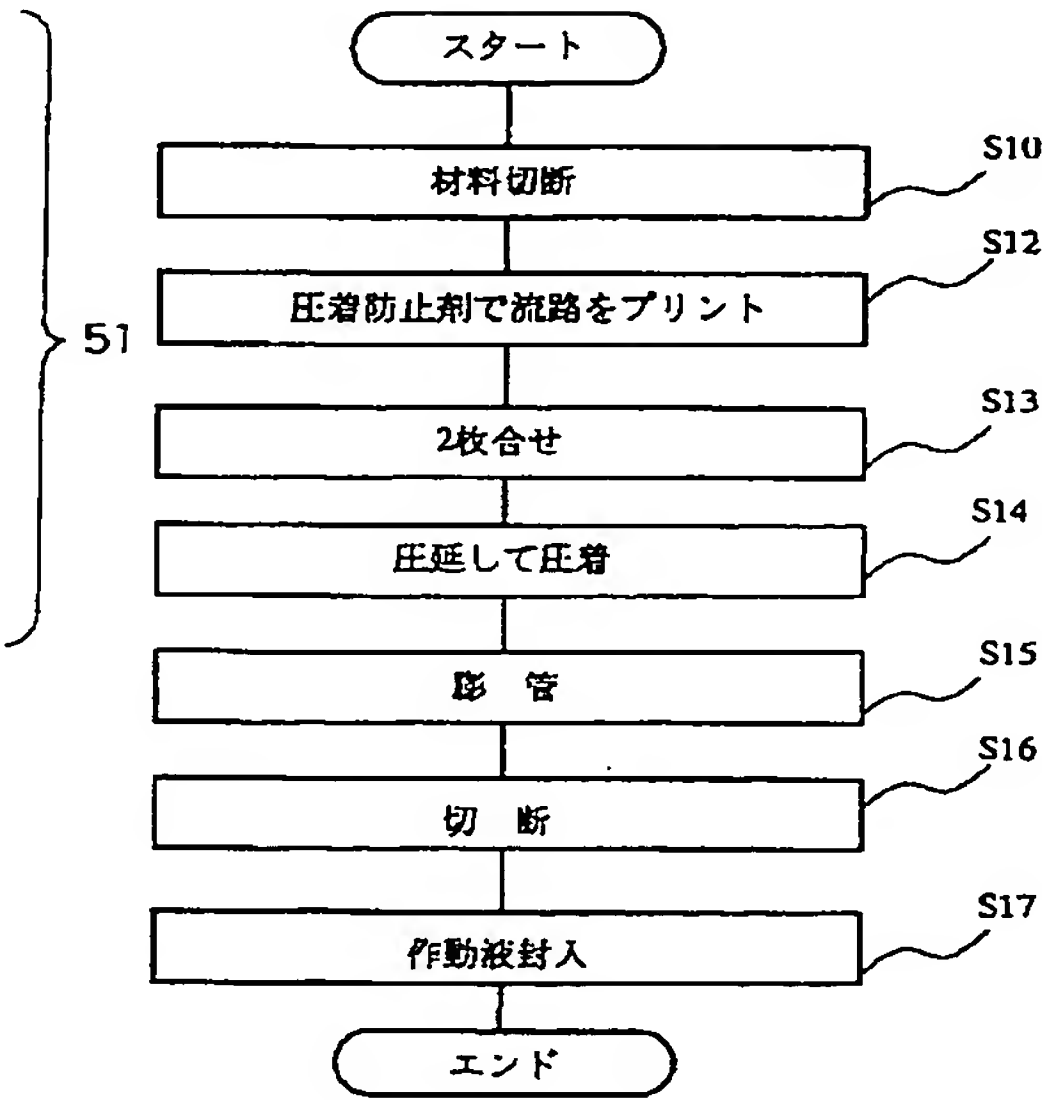 スタート
材料切断
S10
圧着防止剤で流路をプリント
S12
51
2枚合せ
S13
圧延して圧着
S14
膨 管
S15
切 断
S16
作動液封入
S17
エンド